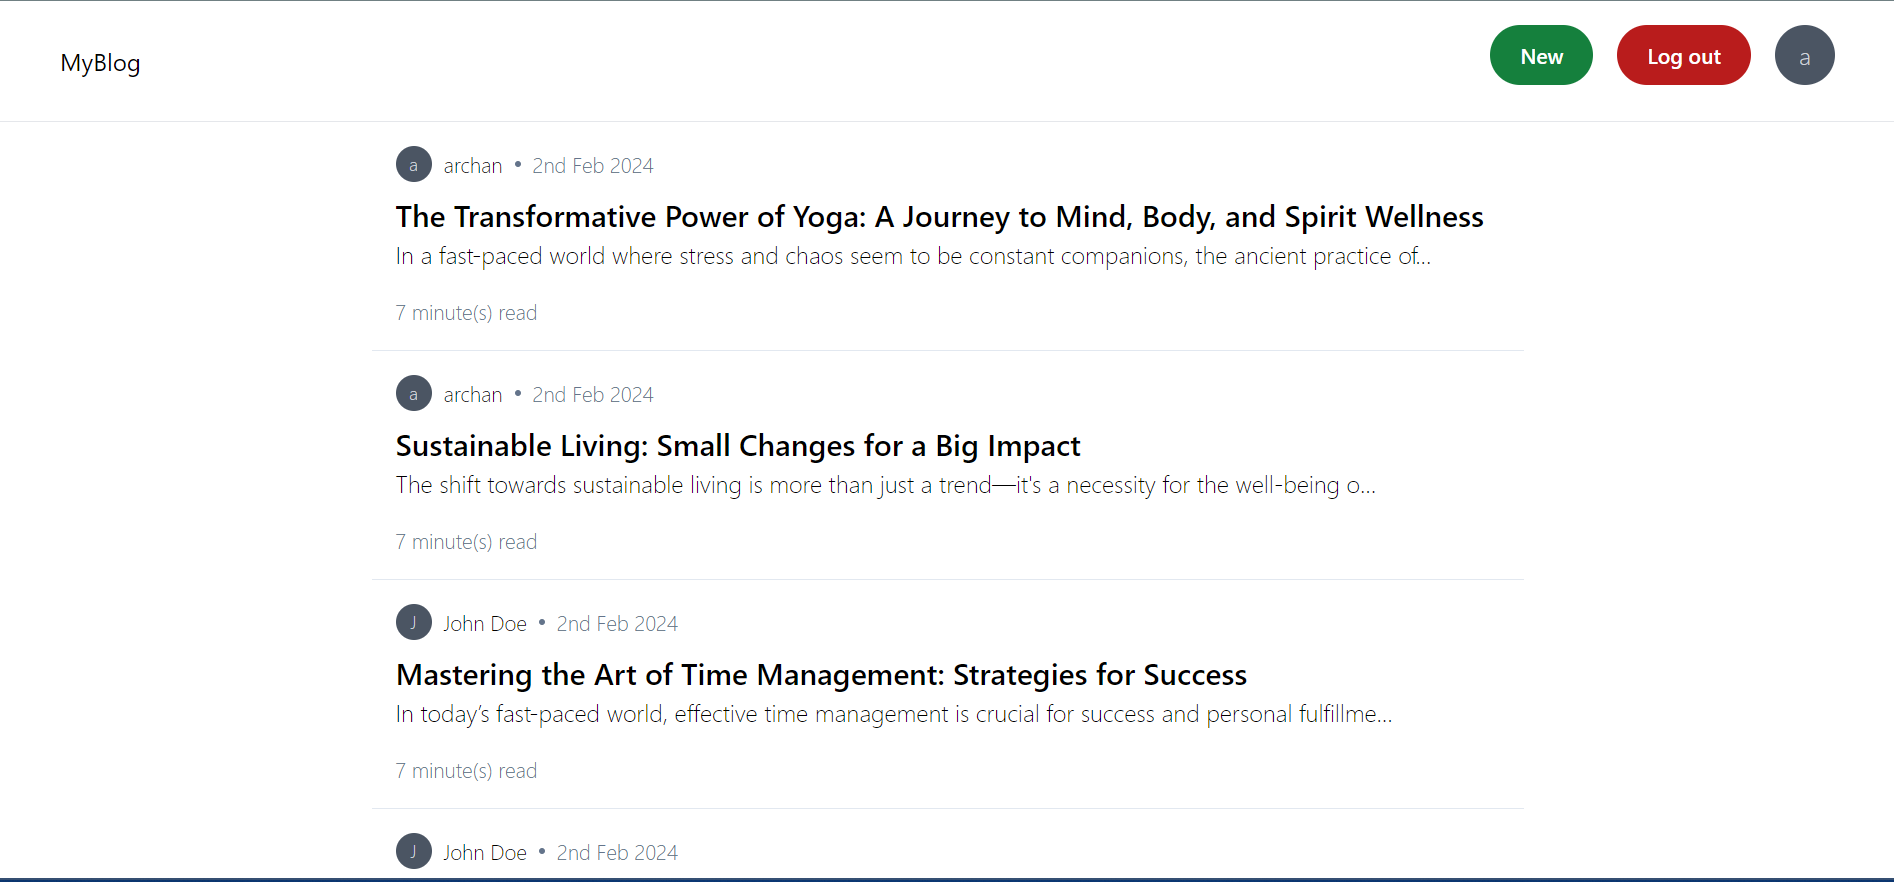 MyBlog
New
Log out
a
a archan • 2nd Feb 2024
The Transformative Power of Yoga: A Journey to Mind, Body, and Spirit Wellness
In a fast-paced world where stress and chaos seem to be constant companions, the ancient practice of...
7 minute(s) read
a archan • 2nd Feb 2024
Sustainable Living: Small Changes for a Big Impact
The shift towards sustainable living is more than just a trend—it's a necessity for the well-being o...
7 minute(s) read
J John Doe • 2nd Feb 2024
Mastering the Art of Time Management: Strategies for Success
In today’s fast-paced world, effective time management is crucial for success and personal fulfillme...
7 minute(s) read
J John Doe • 2nd Feb 2024